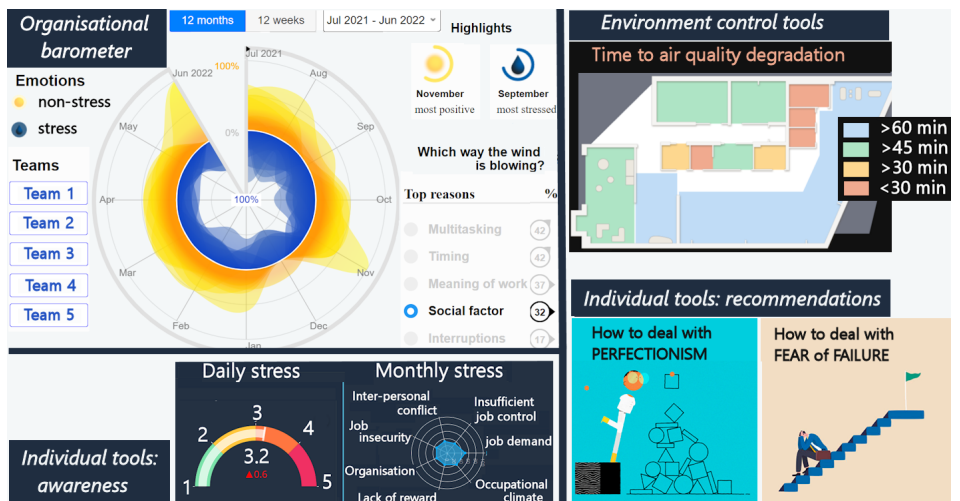 Organisational
barometer
12 months
12 weeks
Jul 2021 - Jun 2022
Highlights
Emotions
non-stress
stress
Teams
Team 1
Team 2
Team 3
Team 4
Team 5
Jul 2021
Aug
Sep
Oct
Nov
Dec
Jan
Feb
Mar
Apr
May
Jun 2022
100%
0%
100%
November
most positive
September
most stressed
Which way the wind
is blowing?
Top reasons %
Multitasking 42
Timing 42
Meaning of work 37
Social factor 32
Interruptions 17
Environment control tools
Time to air quality degradation
>60 min
>45 min
>30 min
<30 min
Individual tools: recommendations
How to deal with
PERFECTIONISM
How to deal with
FEAR of FAILURE
Individual tools:
awareness
Daily stress
1
2
3
4
5
3.2
▲0.6
Monthly stress
Inter-personal
conflict
Insufficient
job control
Job
insecurity
job demand
Organisation
Occupational
climate
Lack of reward